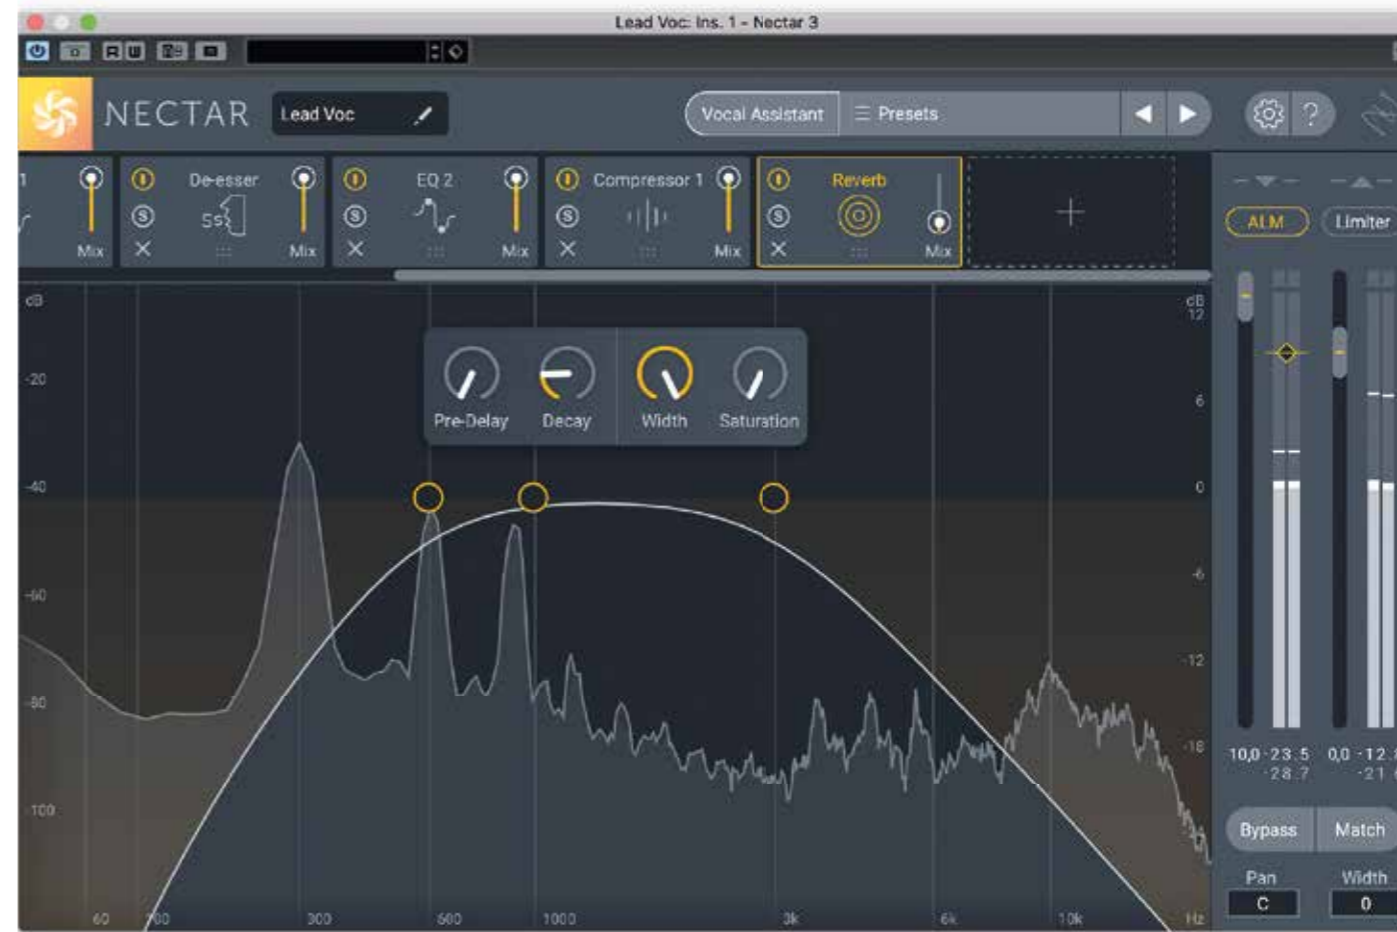 Lead Voc: Ins. 1 - Nectar 3
R W
NECTAR
Lead Voc
Vocal Assistant
Presets
?
1
De-esser
EQ 2
Compressor 1
Reverb
S
S
S
S
Ss
Mix
Mix
Mix
Mix
Mix
ALM
Limiter
dB
dB
12
-20
6
Pre-Delay
Decay
Width
Saturation
-40
0
-60
-6
-12
-80
-18
-100
10,0 -23.5
0,0 -12.
-28.7
-21.
Bypass
Match
Pan
Width
C
0
60
300
1000
3k
6k
10k
Hz